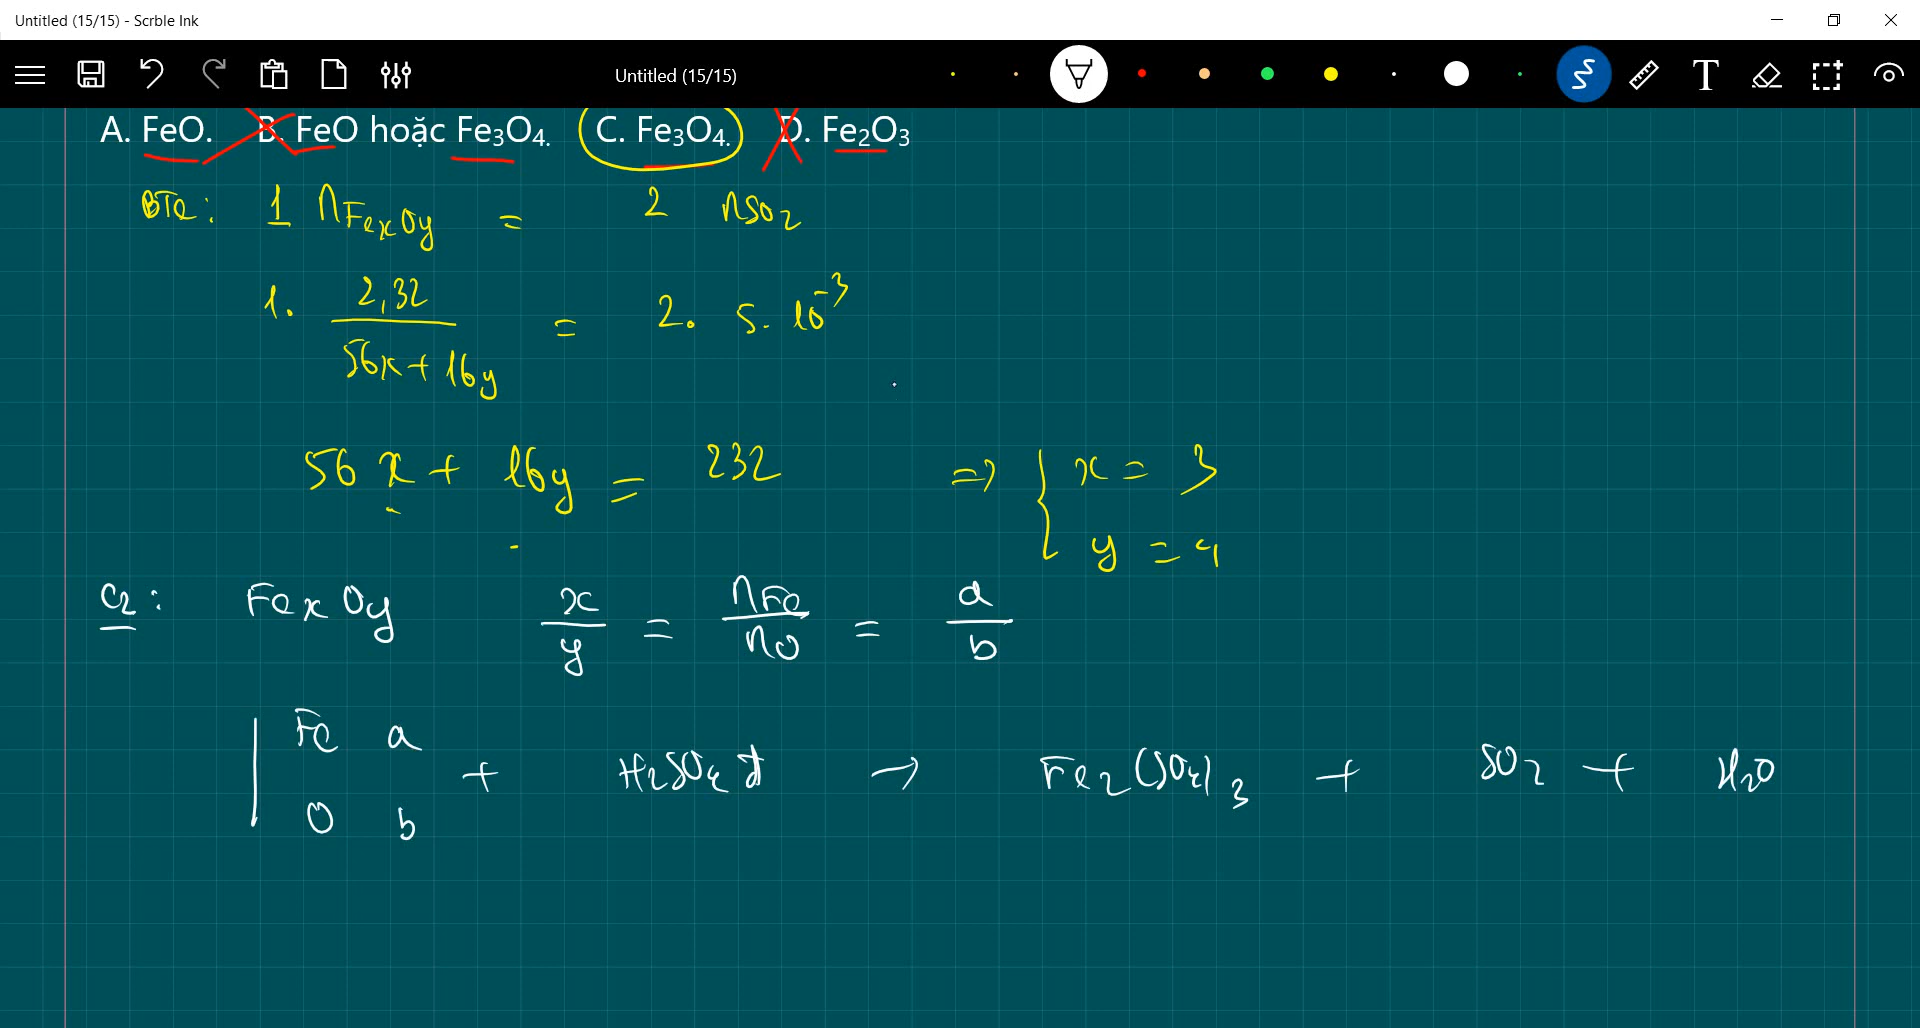 Untitled (15/15) - Scrble Ink
Untitled (15/15)
T
A. FeO. B. FeO hoặc Fe₃O₄. C. Fe₃O₄. D. Fe₂O₃
BTe: 1 nFexOy = 2 nSO₂
1. 2,32 / 56x + 16y = 2. 5. 10⁻³
56x + 16y = 232 => { x = 3
y = 4
C2: FexOy x/y = nFe/nO = a/b
Fe a
+ H₂SO₄ đ → Fe₂(SO₄)₃ + SO₂ + H₂O
O b